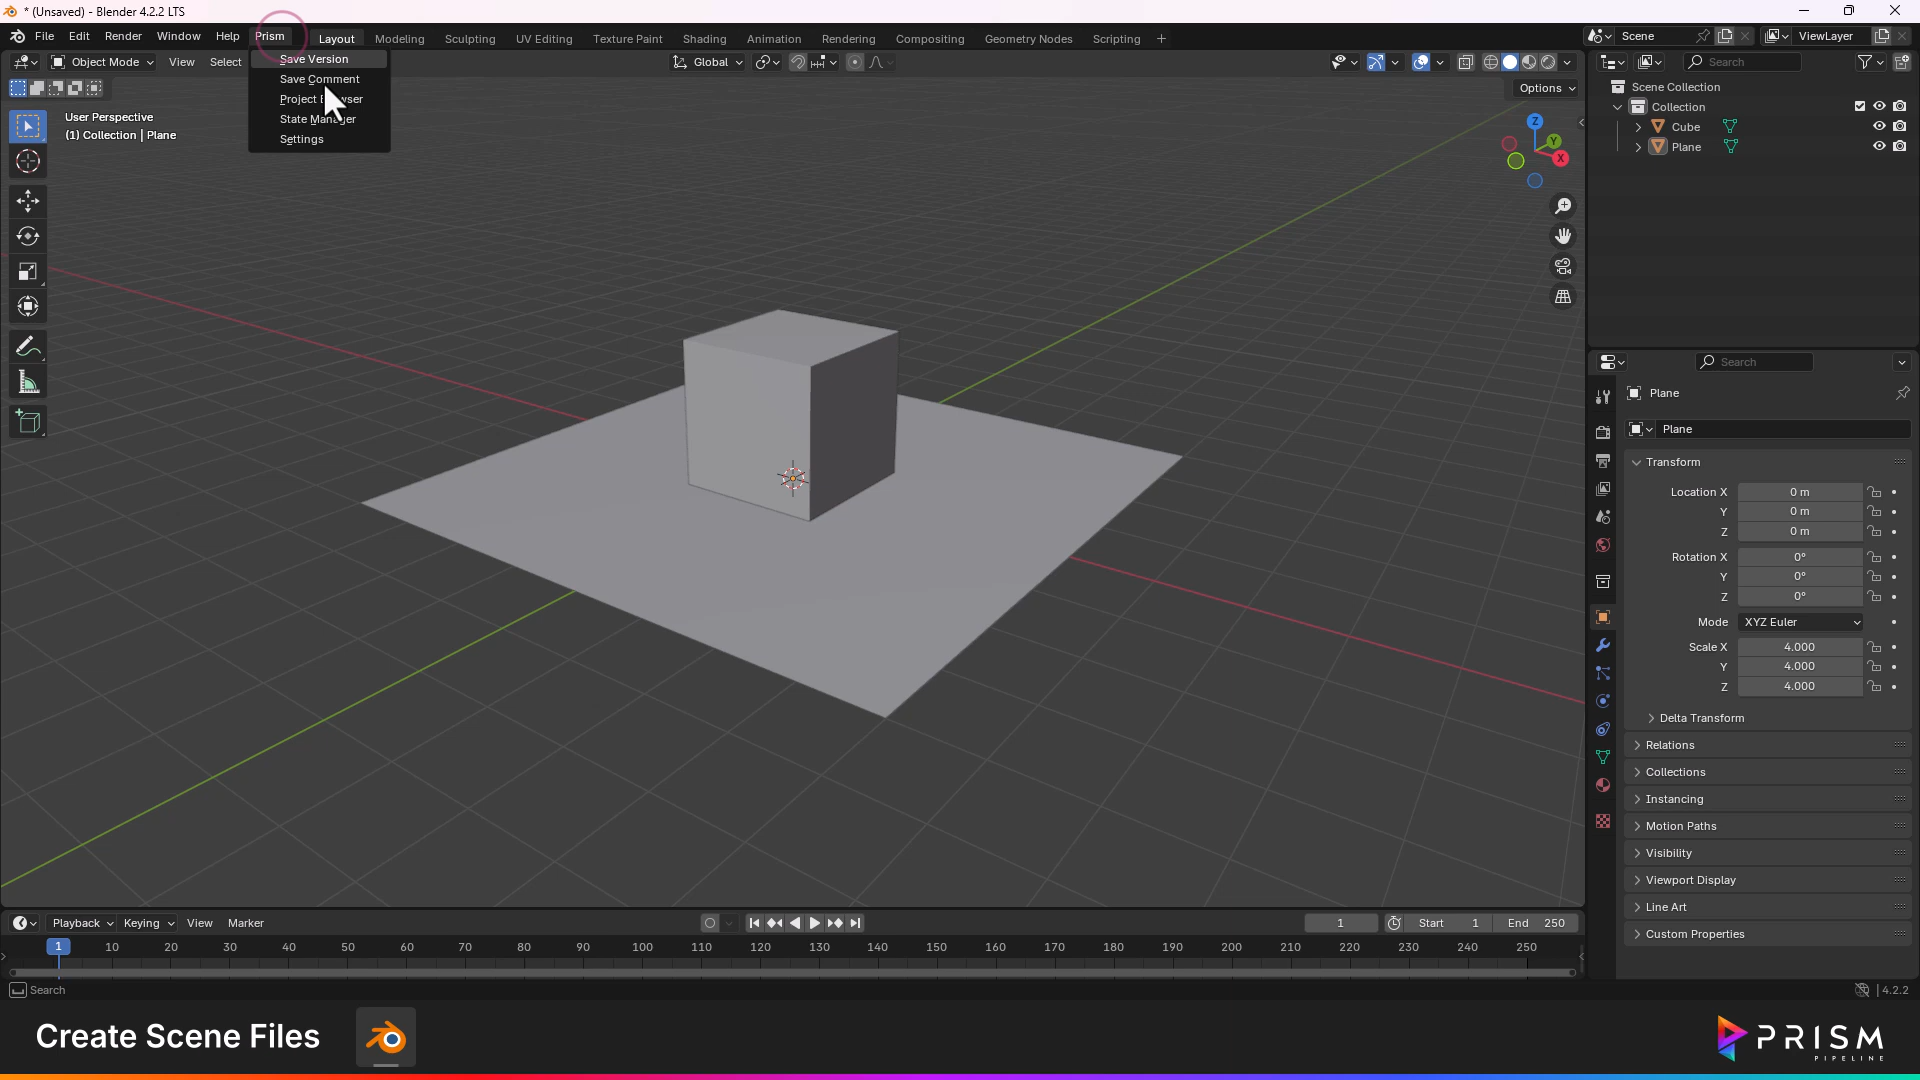 * (Unsaved) - Blender 4.2.2 LTS
File Edit Render Window Help Prism Layout Modeling Sculpting UV Editing Texture Paint Shading Animation Rendering Compositing Geometry Nodes Scripting + Scene ViewLayer
Object Mode View Select Global Search
Save Version
Save Comment
Project
State
Settings
Options
User Perspective
(1) Collection | Plane
Z
Y
X
Scene Collection
Collection
Cube
Plane
Search
Plane
Plane
Transform
Location X 0 m
Y 0 m
Z 0 m
Rotation X 0°
Y 0°
Z 0°
Mode XYZ Euler
Scale X 4.000
Y 4.000
Z 4.000
Delta Transform
Relations
Collections
Instancing
Motion Paths
Visibility
Viewport Display
Line Art
Custom Properties
Playback Keying View Marker 1 Start 1 End 250
1 10 20 30 40 50 60 70 80 90 100 110 120 130 140 150 160 170 180 190 200 210 220 230 240 250
Search 4.2.2
Create Scene Files
PRISM
PIPELINE